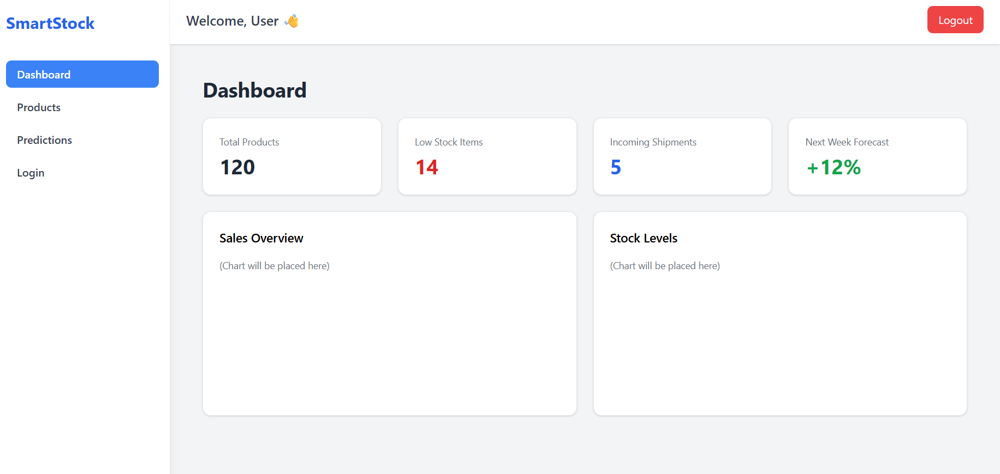 SmartStock
Dashboard
Products
Predictions
Login
Welcome, User 👋
Logout
Dashboard
Total Products
120
Low Stock Items
14
Incoming Shipments
5
Next Week Forecast
+12%
Sales Overview
(Chart will be placed here)
Stock Levels
(Chart will be placed here)